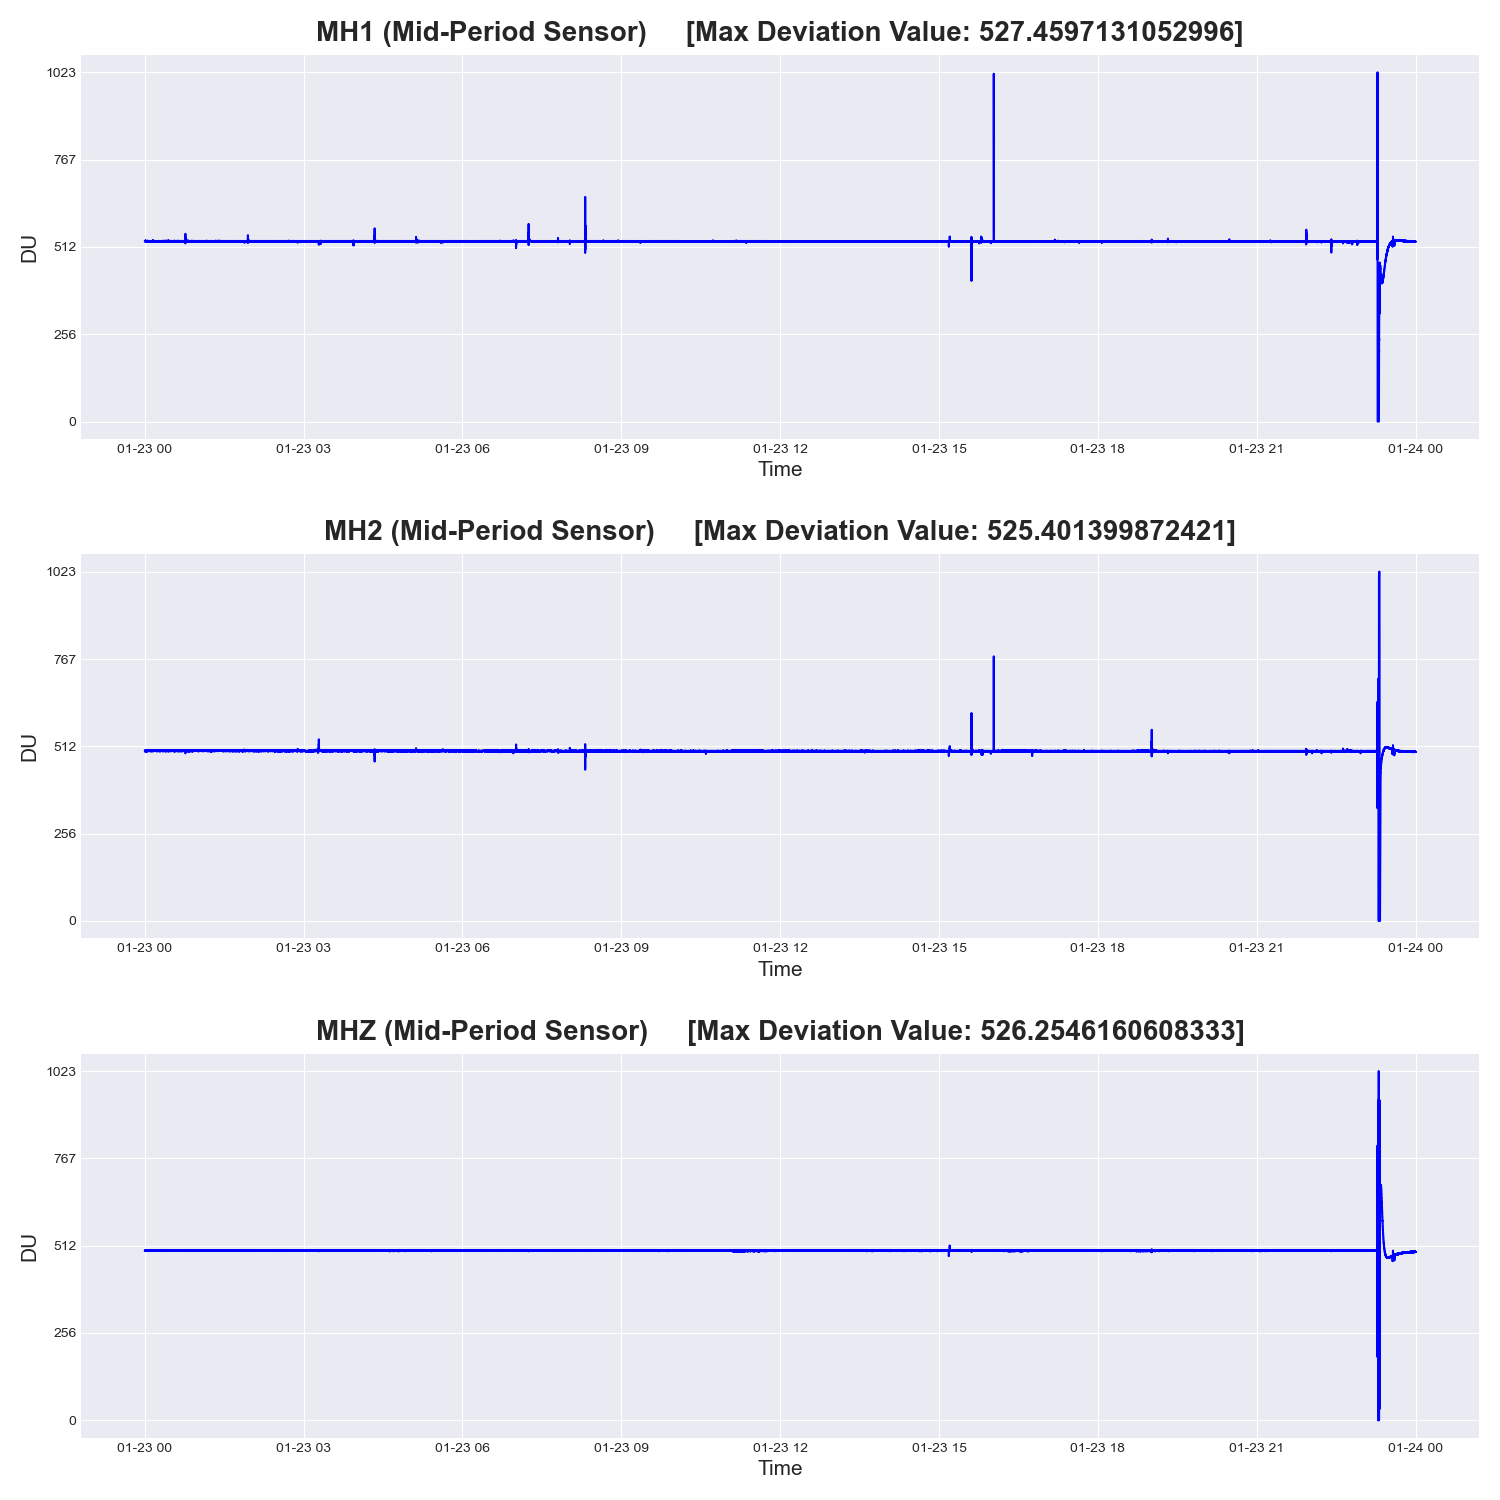 MH1 (Mid-Period Sensor) [Max Deviation Value: 527.4597131052996]
1023
767
512
256
0
DU
01-23 00 01-23 03 01-23 06 01-23 09 01-23 12 01-23 15 01-23 18 01-23 21 01-24 00
Time
MH2 (Mid-Period Sensor) [Max Deviation Value: 525.401399872421]
1023
767
512
256
0
DU
01-23 00 01-23 03 01-23 06 01-23 09 01-23 12 01-23 15 01-23 18 01-23 21 01-24 00
Time
MHZ (Mid-Period Sensor) [Max Deviation Value: 526.2546160608333]
1023
767
512
256
0
DU
01-23 00 01-23 03 01-23 06 01-23 09 01-23 12 01-23 15 01-23 18 01-23 21 01-24 00
Time